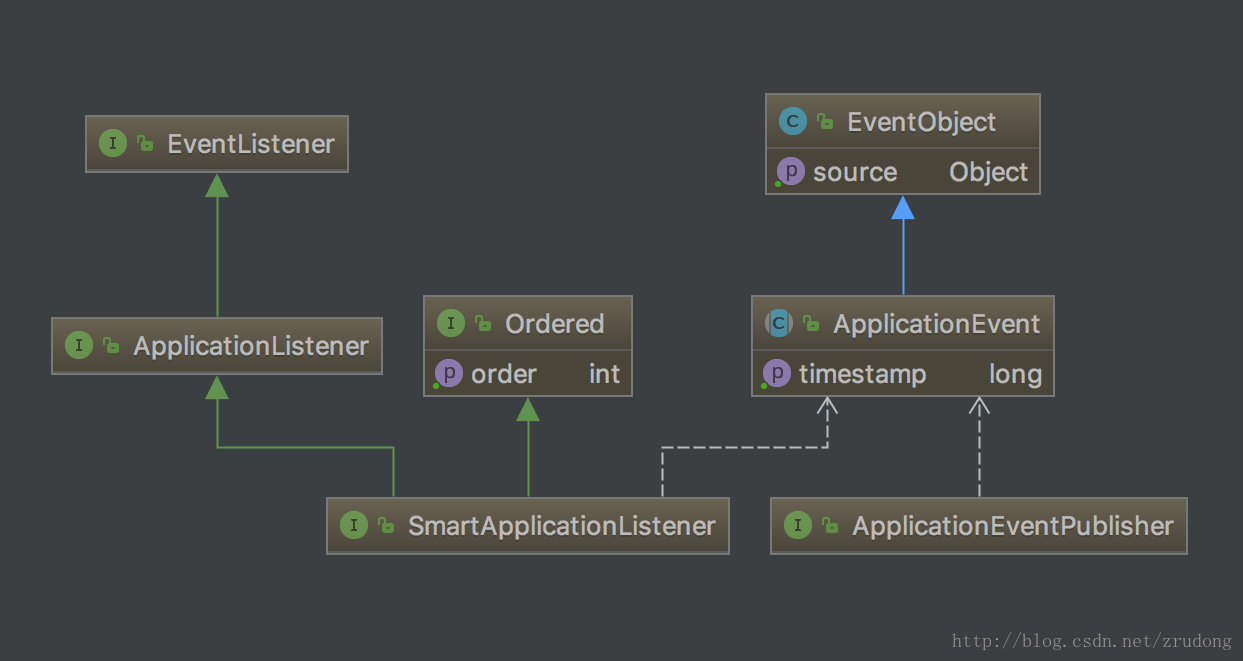 EventListener
EventObject
source Object
ApplicationListener
Ordered
order int
ApplicationEvent
timestamp long
SmartApplicationListener
ApplicationEventPublisher
http://blog.csdn.net/zrudong